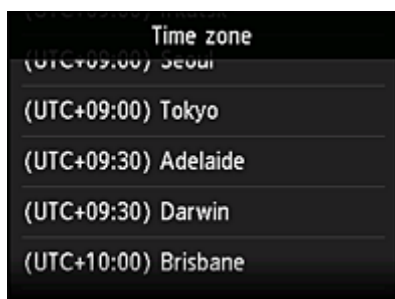 Time zone
(UTC+09:00) Seoul
(UTC+09:00) Tokyo
(UTC+09:30) Adelaide
(UTC+09:30) Darwin
(UTC+10:00) Brisbane